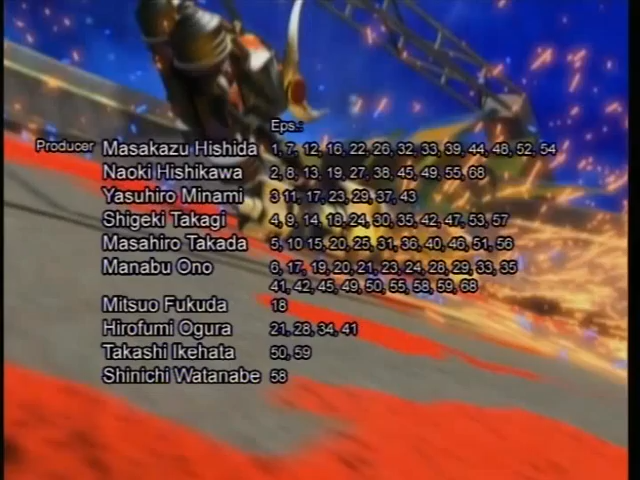 Eps.:
Producer Masakazu Hishida 1, 7, 12, 16, 22, 26, 32, 33, 39, 44, 48, 52, 54
Naoki Hishikawa 2, 8, 13, 19, 27, 38, 45, 49, 55, 68
Yasuhiro Minami 3 11, 17, 23, 29, 37, 43
Shigeki Takagi 4, 9, 14, 18, 24, 30, 35, 42, 47, 53, 57
Masahiro Takada 5, 10 15, 20, 25, 31, 36, 40, 46, 51, 56
Manabu Ono 6, 17, 19, 20, 21, 23, 24, 28, 29, 33, 35
41, 42, 45, 49, 50, 55, 58, 59, 68
Mitsuo Fukuda 18
Hirofumi Ogura 21, 28, 34, 41
Takashi Ikehata 50, 59
Shinichi Watanabe 58